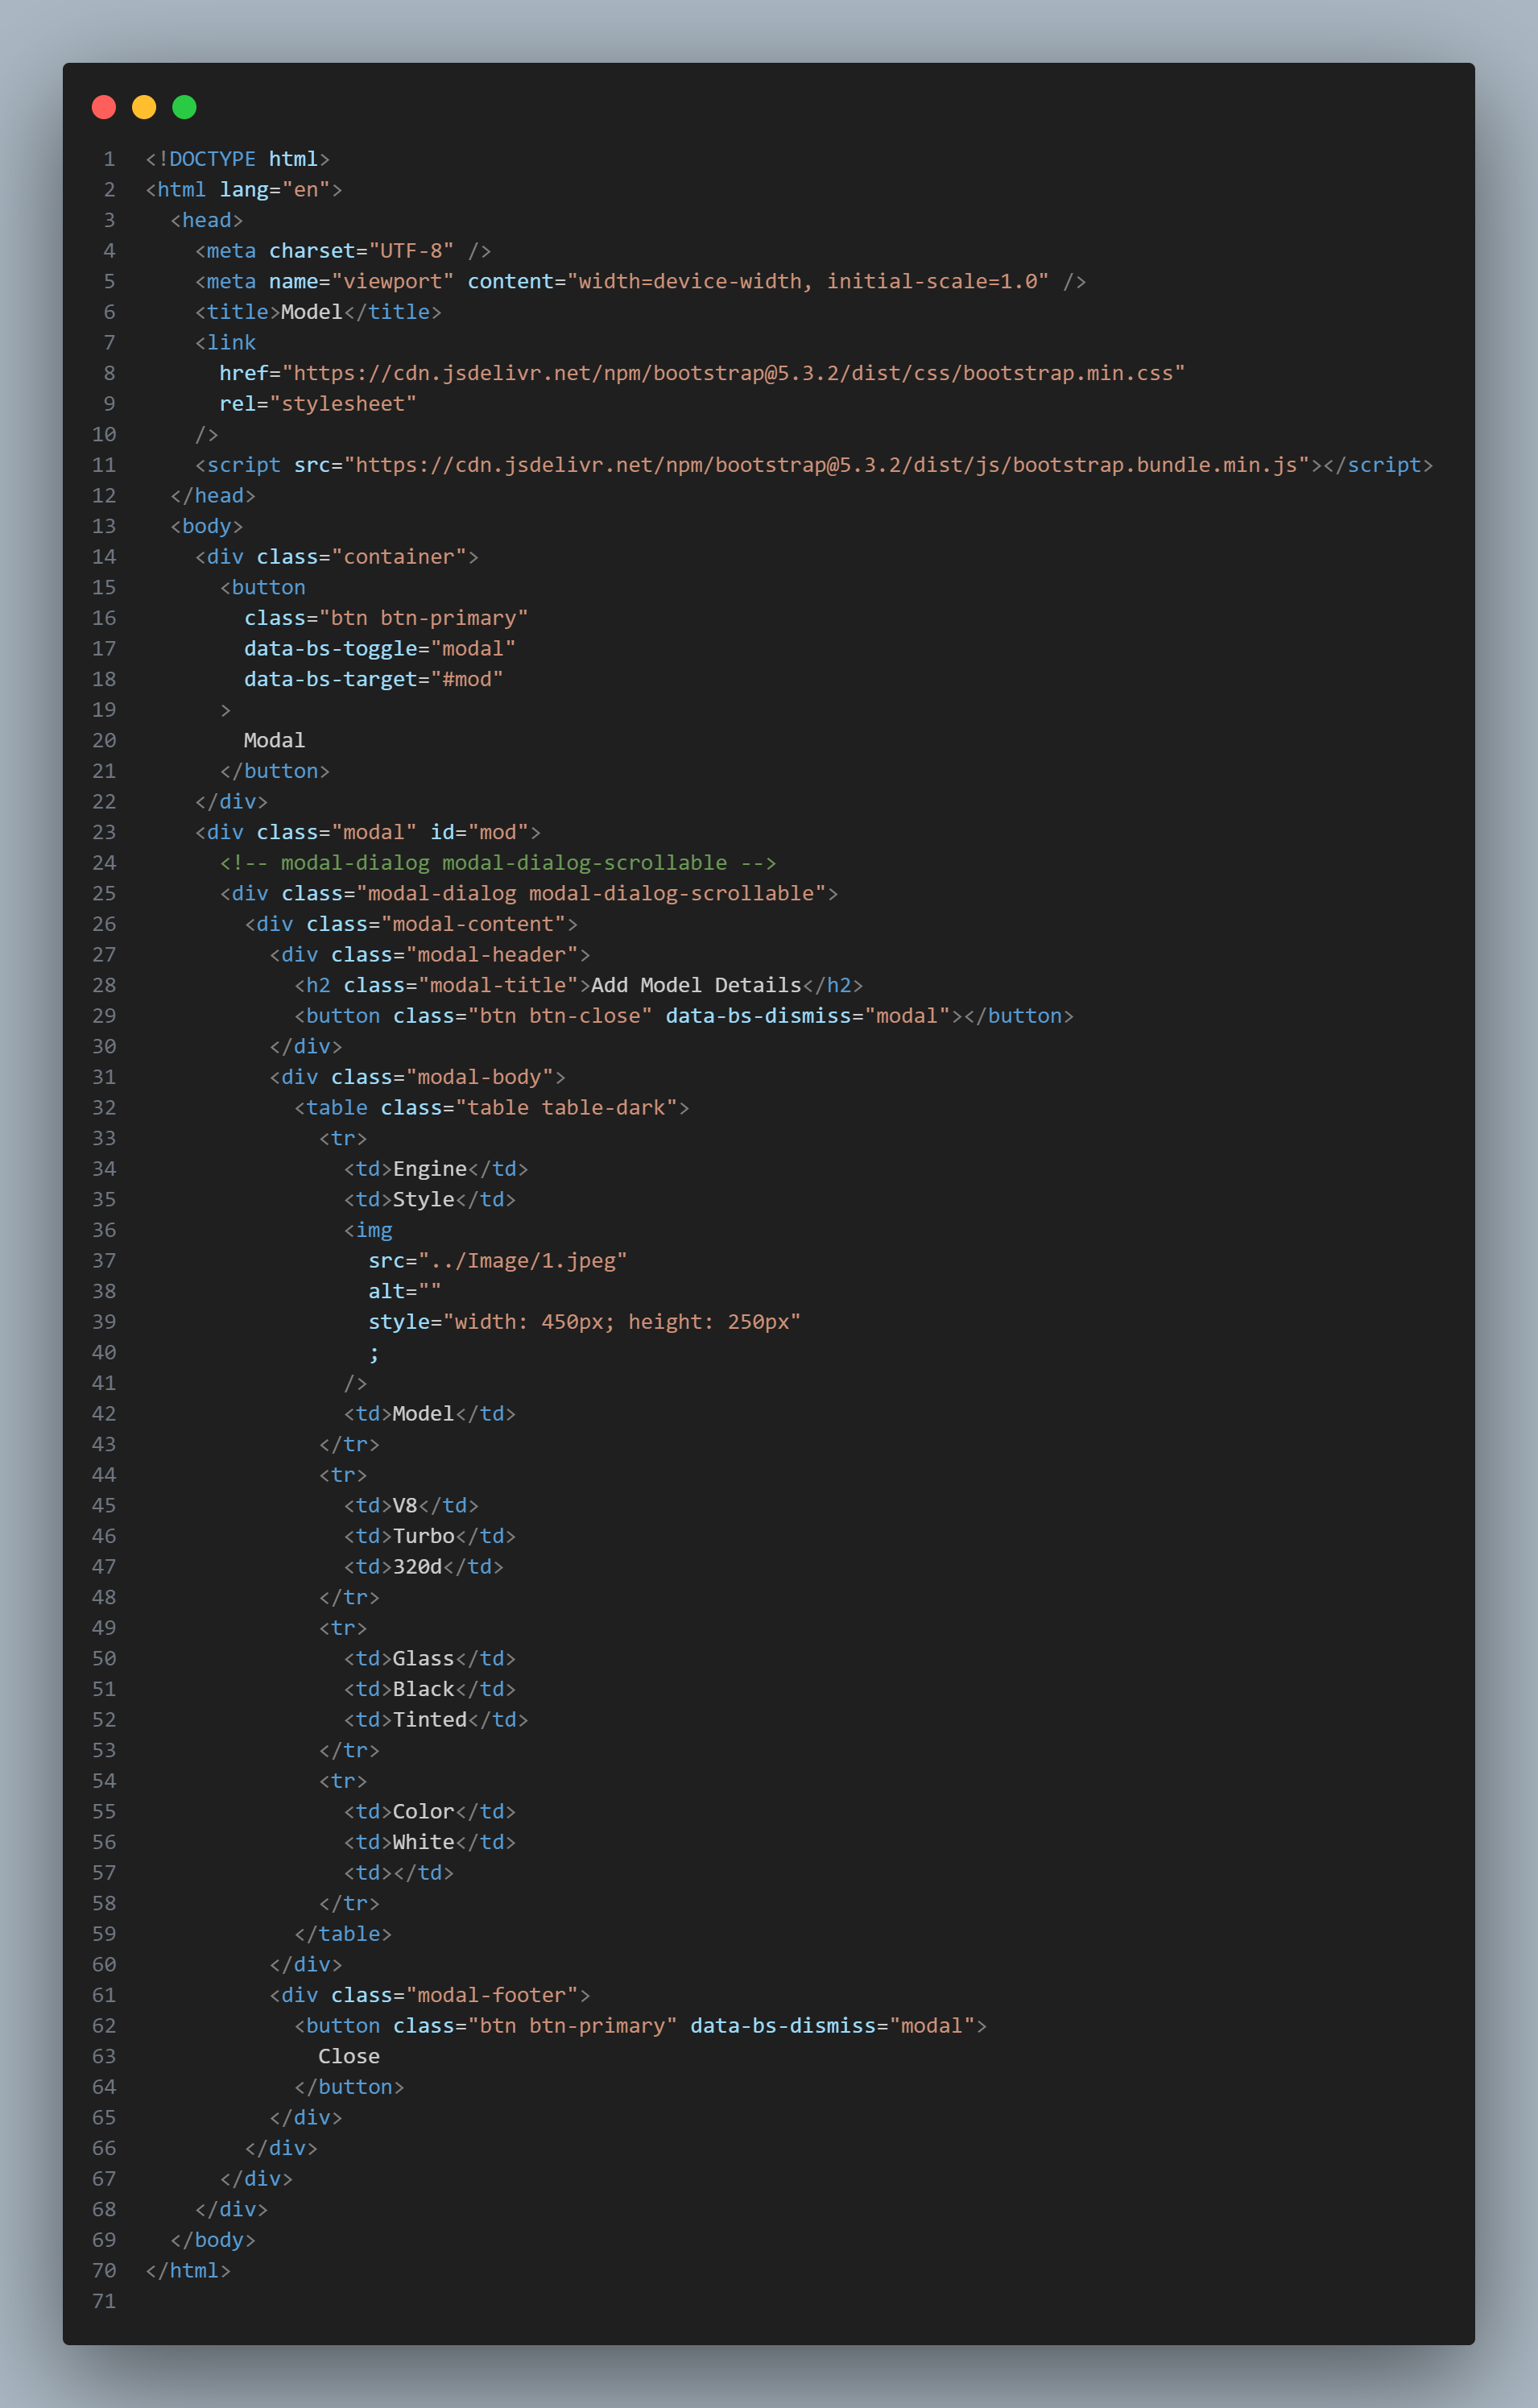 1 <!DOCTYPE html>
2 <html lang="en">
3   <head>
4     <meta charset="UTF-8" />
5     <meta name="viewport" content="width=device-width, initial-scale=1.0" />
6     <title>Model</title>
7     <link
8       href="https://cdn.jsdelivr.net/npm/bootstrap@5.3.2/dist/css/bootstrap.min.css"
9       rel="stylesheet"
10     />
11     <script src="https://cdn.jsdelivr.net/npm/bootstrap@5.3.2/dist/js/bootstrap.bundle.min.js"></script>
12   </head>
13   <body>
14     <div class="container">
15       <button
16         class="btn btn-primary"
17         data-bs-toggle="modal"
18         data-bs-target="#mod"
19       >
20         Modal
21       </button>
22     </div>
23     <div class="modal" id="mod">
24       <!-- modal-dialog modal-dialog-scrollable -->
25       <div class="modal-dialog modal-dialog-scrollable">
26         <div class="modal-content">
27           <div class="modal-header">
28             <h2 class="modal-title">Add Model Details</h2>
29             <button class="btn btn-close" data-bs-dismiss="modal"></button>
30           </div>
31           <div class="modal-body">
32             <table class="table table-dark">
33               <tr>
34                 <td>Engine</td>
35                 <td>Style</td>
36                 <img
37                   src="../Image/1.jpeg"
38                   alt=""
39                   style="width: 450px; height: 250px"
40                   ;
41                 />
42                 <td>Model</td>
43               </tr>
44               <tr>
45                 <td>V8</td>
46                 <td>Turbo</td>
47                 <td>320d</td>
48               </tr>
49               <tr>
50                 <td>Glass</td>
51                 <td>Black</td>
52                 <td>Tinted</td>
53               </tr>
54               <tr>
55                 <td>Color</td>
56                 <td>White</td>
57                 <td></td>
58               </tr>
59             </table>
60           </div>
61           <div class="modal-footer">
62             <button class="btn btn-primary" data-bs-dismiss="modal">
63               Close
64             </button>
65           </div>
66         </div>
67       </div>
68     </div>
69   </body>
70 </html>
71